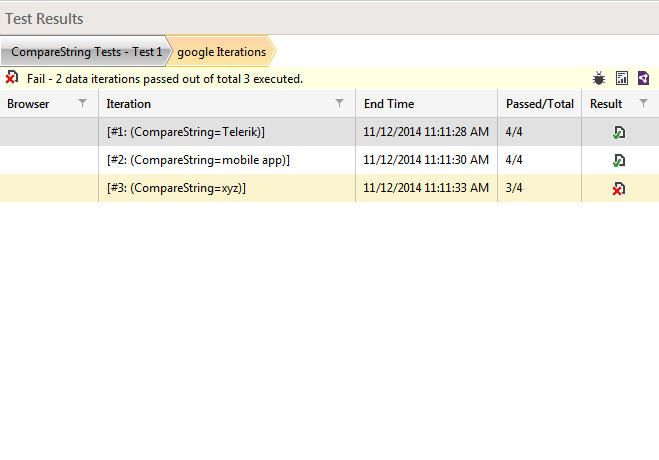 Test Results
CompareString Tests - Test 1 google Iterations
Fail - 2 data iterations passed out of total 3 executed.
Browser Iteration End Time Passed/Total Result
[#1: (CompareString=Telerik)] 11/12/2014 11:11:28 AM 4/4
[#2: (CompareString=mobile app)] 11/12/2014 11:11:30 AM 4/4
[#3: (CompareString=xyz)] 11/12/2014 11:11:33 AM 3/4